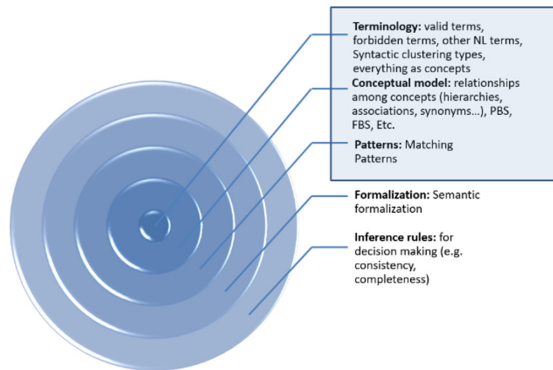 Terminology: valid terms,
forbidden terms, other NL terms,
Syntactic clustering types,
everything as concepts
Conceptual model: relationships
among concepts (hierarchies,
associations, synonyms...), PBS,
FBS, Etc.
Patterns: Matching
Patterns
Formalization: Semantic
formalization
Inference rules: for
decision making (e.g.
consistency,
completeness)